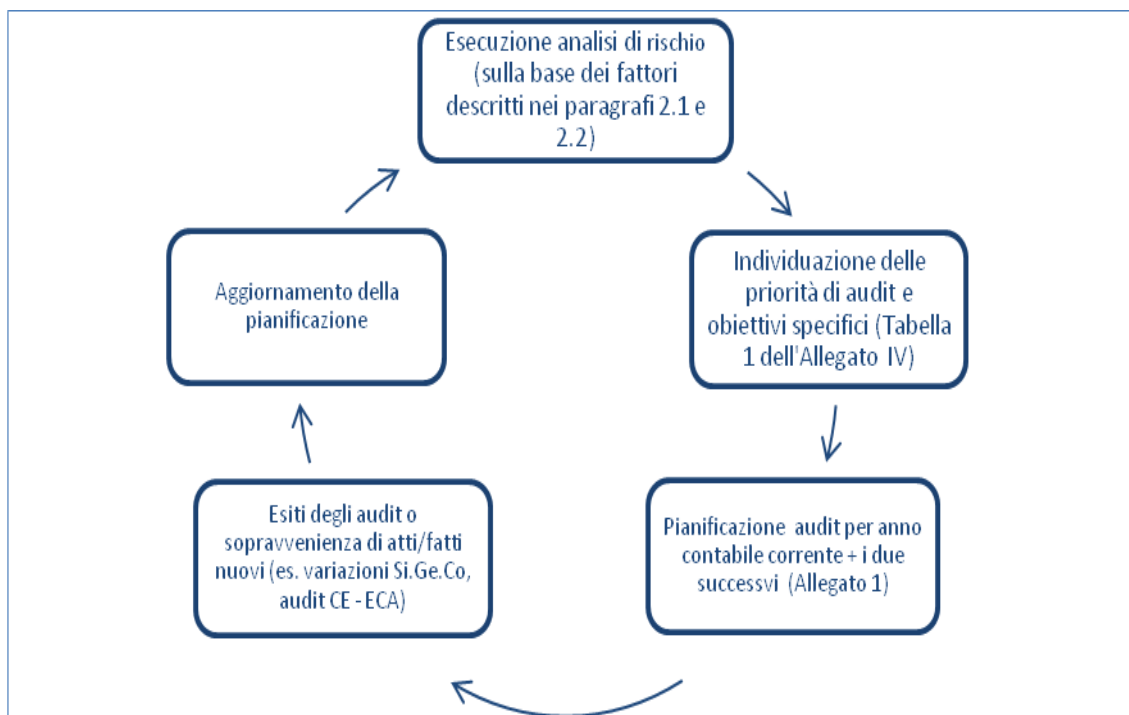 Esecuzione analisi di rischio
(sulla base dei fattori
descritti nei paragrafi 2.1 e
2.2)
Individuazione delle
priorità di audit e
obiettivi specifici (Tabella
1 dell'Allegato IV)
Pianificazione audit per anno
contabile corrente + i due
successvi (Allegato 1)
Esiti degli audit o
sopravvenienza di atti/fatti
nuovi (es. variazioni Si.Ge.Co,
audit CE - ECA)
Aggiornamento della
pianificazione